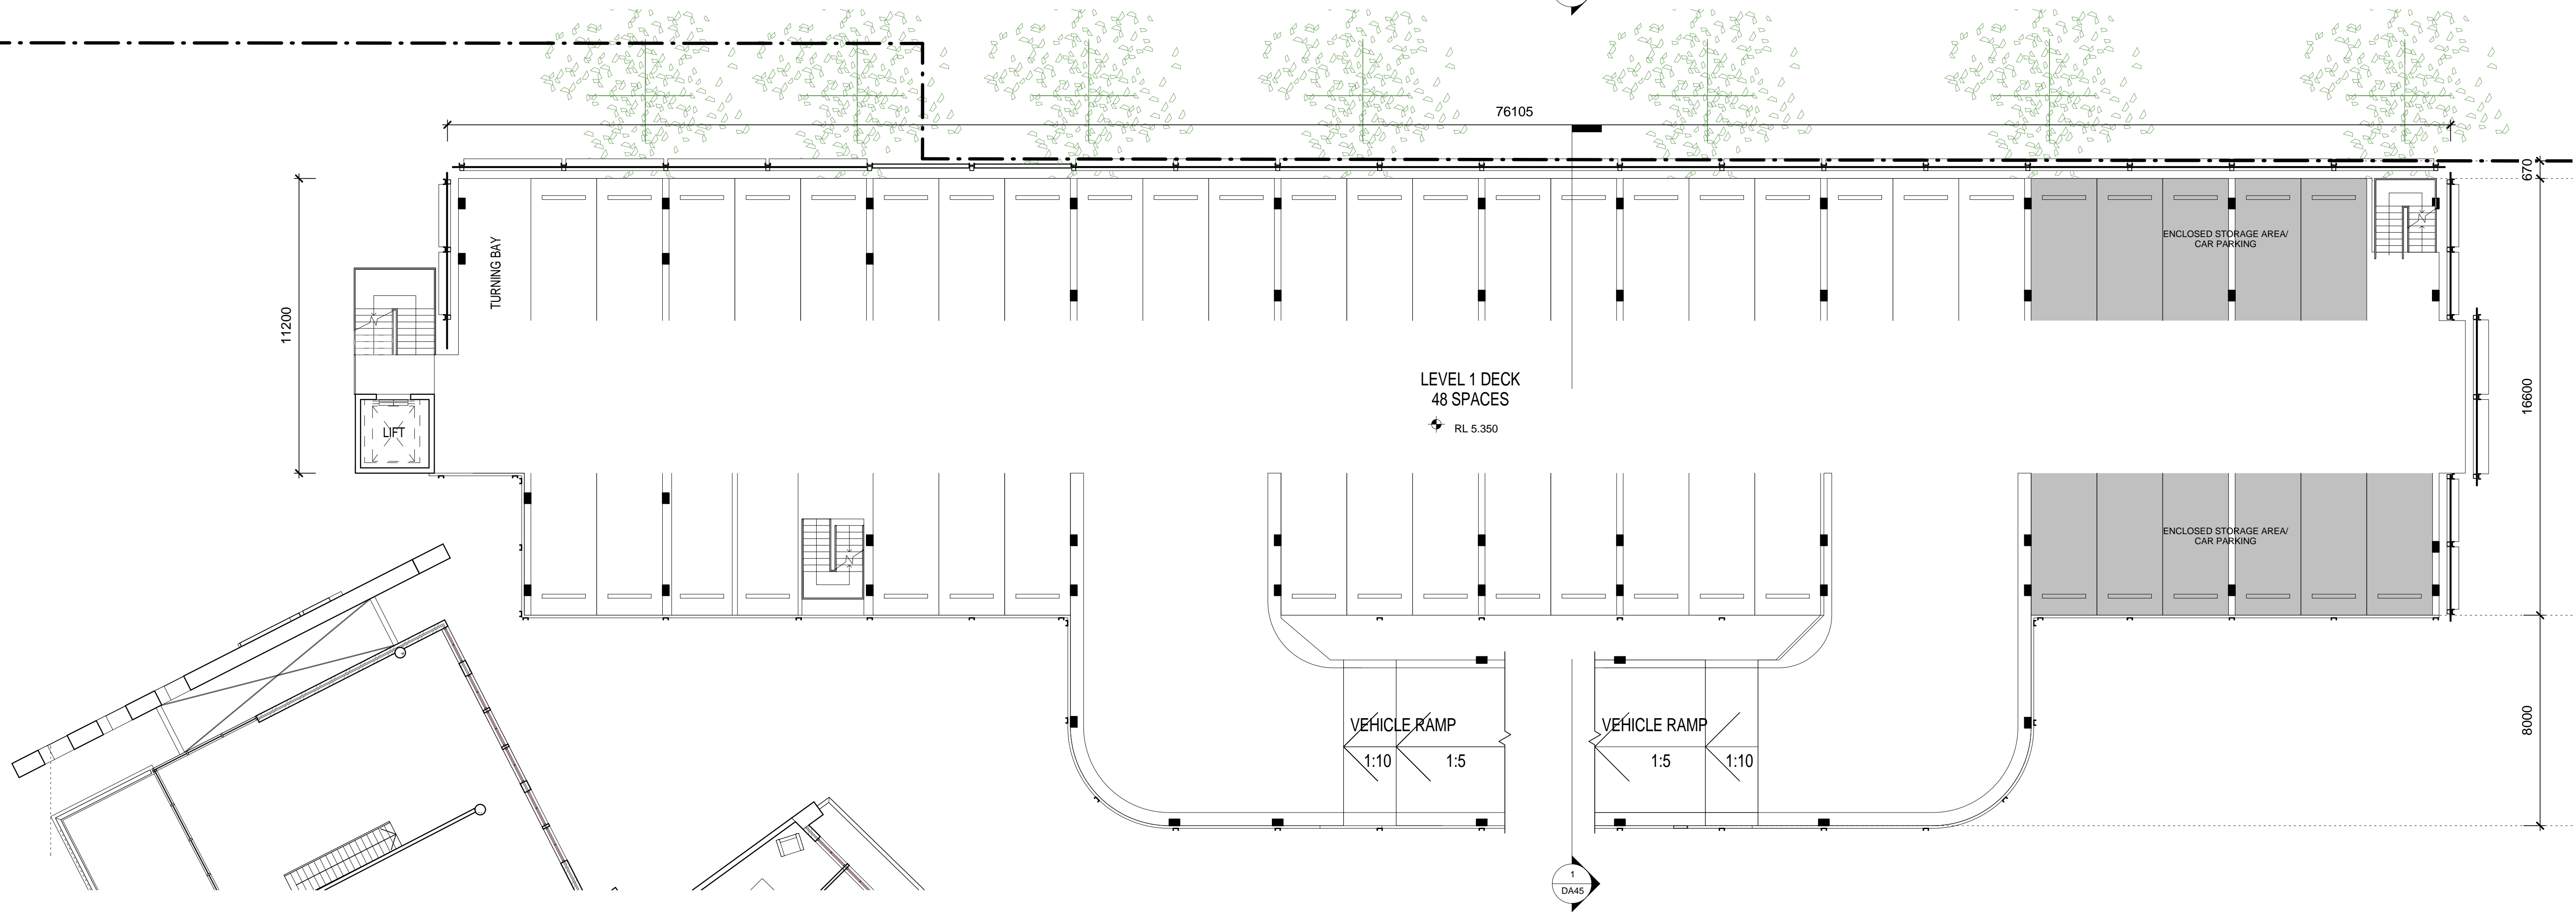 76105
670
TURNING BAY
ENCLOSED STORAGE AREA/
CAR PARKING
11200
LEVEL 1 DECK
48 SPACES
RL 5.350
16600
LIFT
ENCLOSED STORAGE AREA/
CAR PARKING
VEHICLE RAMP
1:10
1:5
VEHICLE RAMP
1:5
1:10
8000
1
DA45